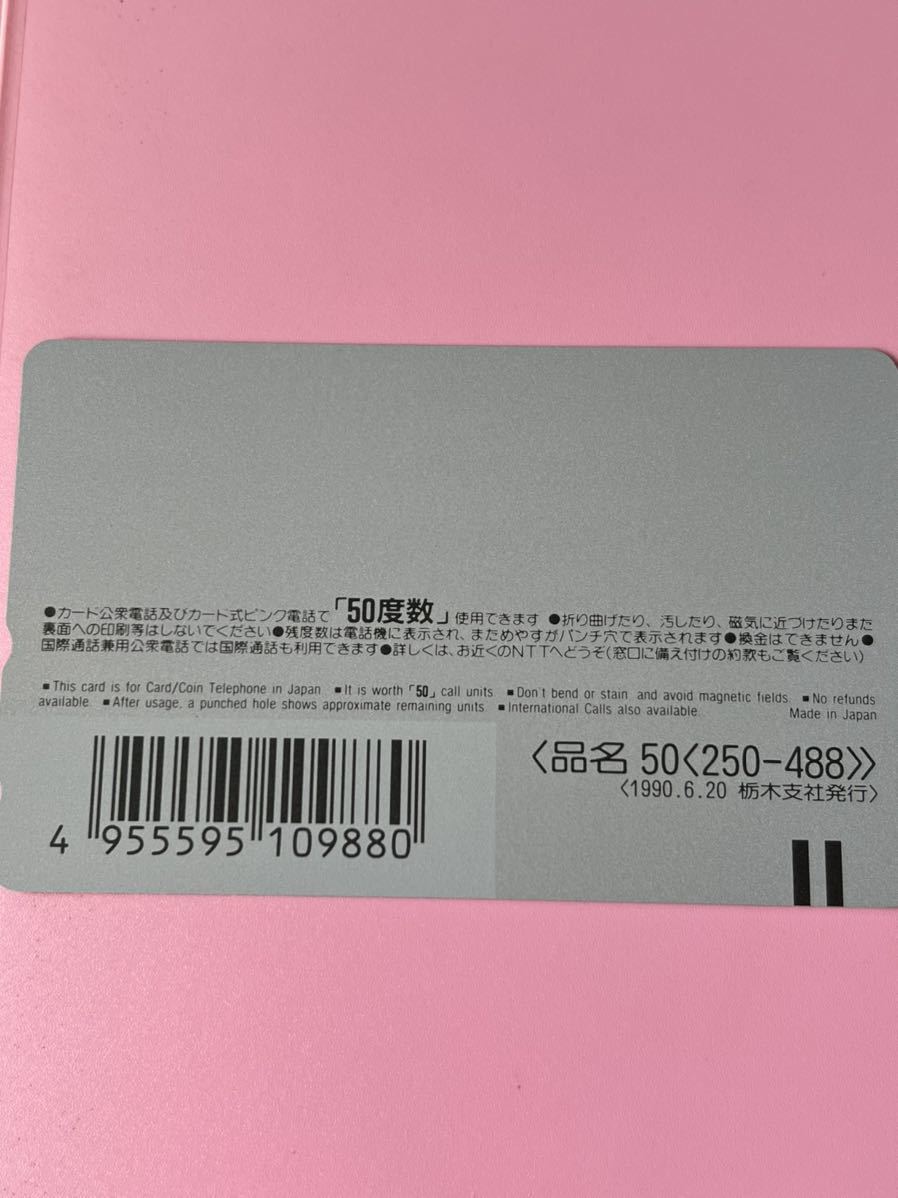 ●カード公衆電話及びカード式ピンク電話で「50度数」使用できます ●折り曲げたり、汚したり、磁気に近づけたりまた
裏面への印刷等はしないでください●残度数は電話機に表示され、まためやすがパンチ穴で表示されます●換金はできません●
国際通話兼用公衆電話では国際通話も利用できます●詳しくは、お近くのNTTへどうぞ(窓口に備え付けの約款もご覧ください)
■This card is for Card/Coin Telephone in Japan ■It is worth「50」call units ■Don't bend or stain and avoid magnetic fields. ■No refunds
available. ■After usage, a punched hole shows approximate remaining units ■International Calls also available. Made in Japan
〈品名 50〈250-488〉〉
〈1990.6.20 栃木支社発行〉
4 955595 109880